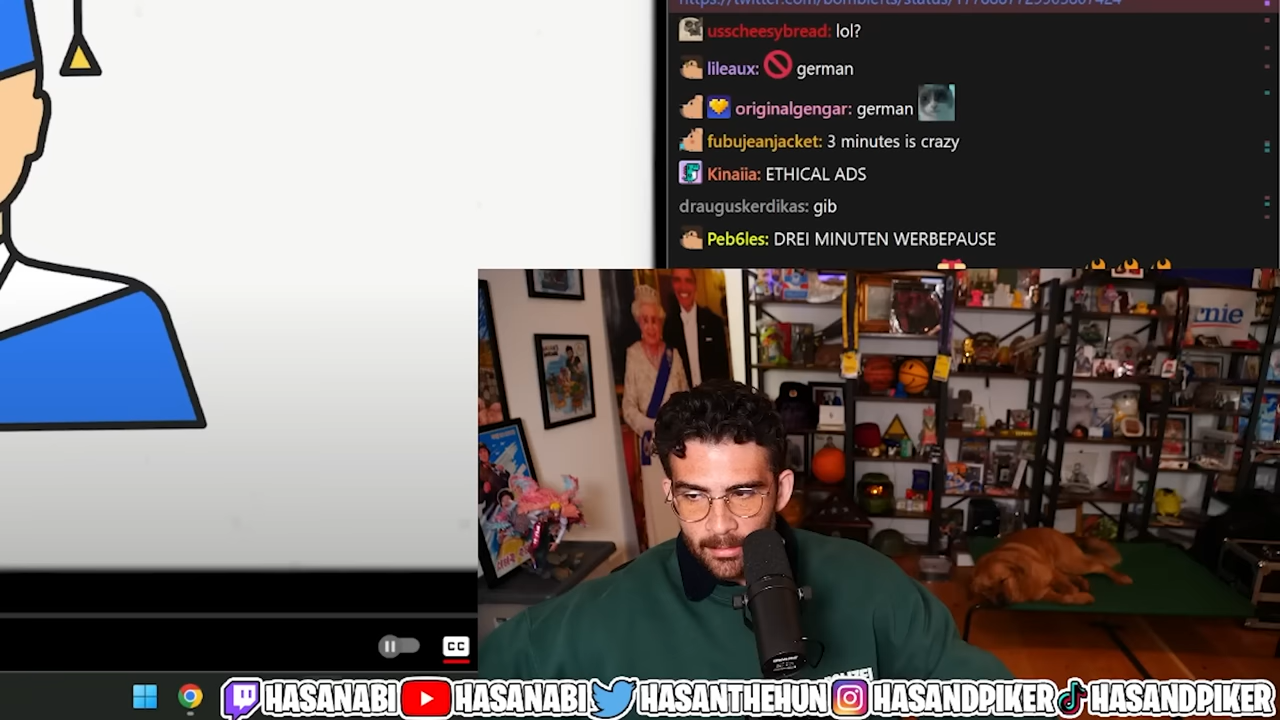 usscheesybread: lol?
lileaux: german
originalgengar: german
fubujeanjacket: 3 minutes is crazy
Kinaiia: ETHICAL ADS
drauguskerdikas: gib
Peb6les: DREI MINUTEN WERBEPAUSE
rnie
CC
HASANABI HASANABI HASANTHEHUN HASANDPIKER HASANDPIKER